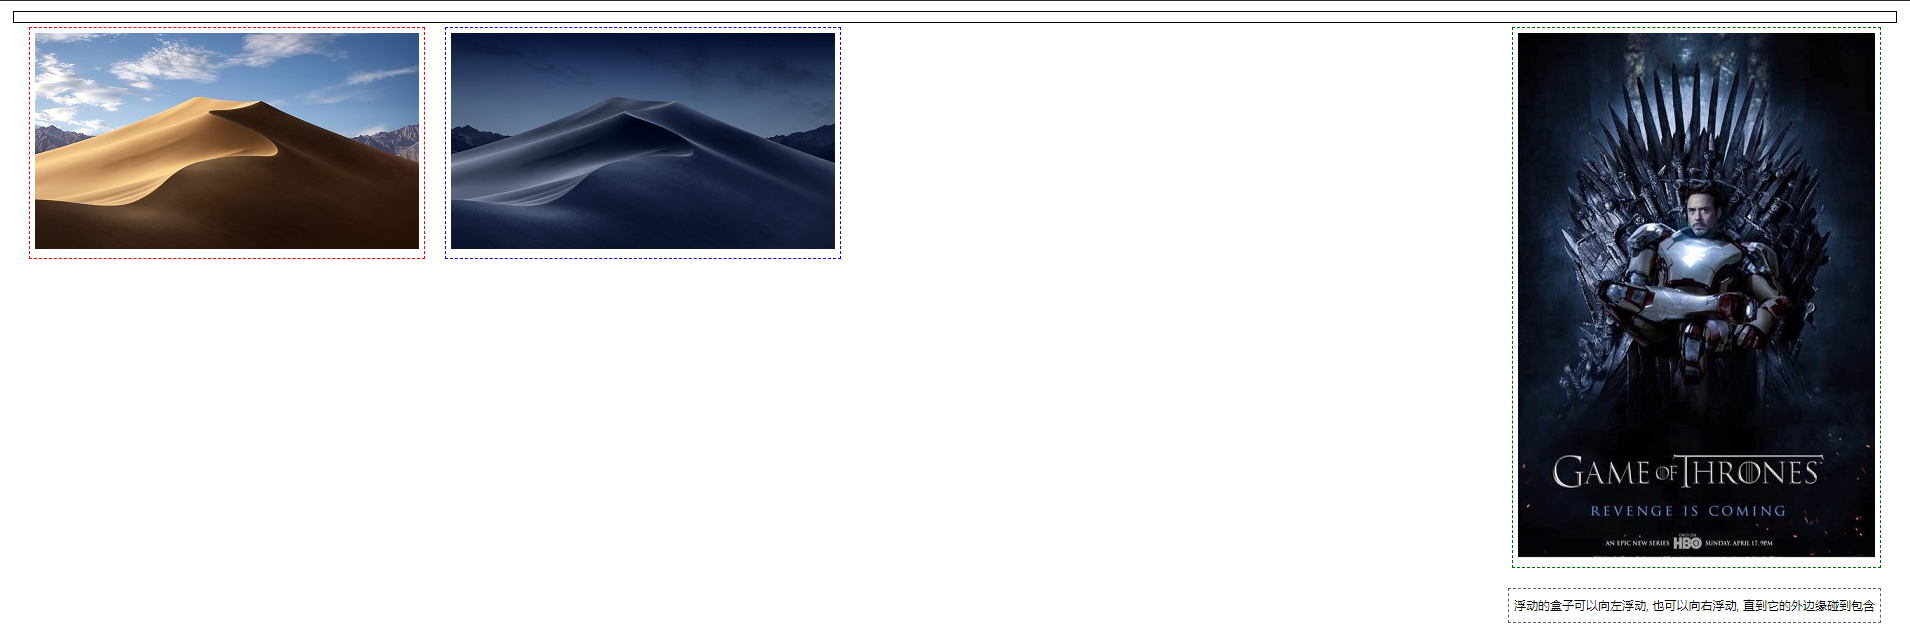 GAME OF THRONES
REVENGE IS COMING
AN EPIC NEW SERIES HBO SUNDAY, APRIL 17, 9PM
浮动的盒子可以向左浮动, 也可以向右浮动, 直到它的外边缘碰到包含